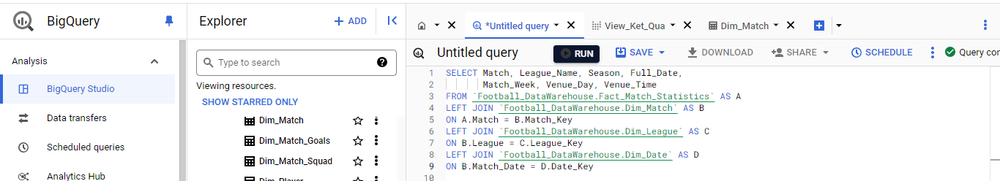 BigQuery
Analysis
BigQuery Studio
Data transfers
Scheduled queries
Analytics Hub
Explorer
+ ADD
Type to search
Viewing resources.
SHOW STARRED ONLY
Dim_Match
Dim_Match_Goals
Dim_Match_Squad
Dim_Player
*Untitled query
View_Ket_Qua
Dim_Match
Untitled query
RUN
SAVE
DOWNLOAD
SHARE
SCHEDULE
Query con
1 SELECT Match, League_Name, Season, Full_Date,
2 Match_Week, Venue_Day, Venue_Time
3 FROM `Football_DataWarehouse.Fact_Match_Statistics` AS A
4 LEFT JOIN `Football_DataWarehouse.Dim_Match` AS B
5 ON A.Match = B.Match_Key
6 LEFT JOIN `Football_DataWarehouse.Dim_League` AS C
7 ON B.League = C.League_Key
8 LEFT JOIN `Football_DataWarehouse.Dim_Date` AS D
9 ON B.Match_Date = D.Date_Key
10